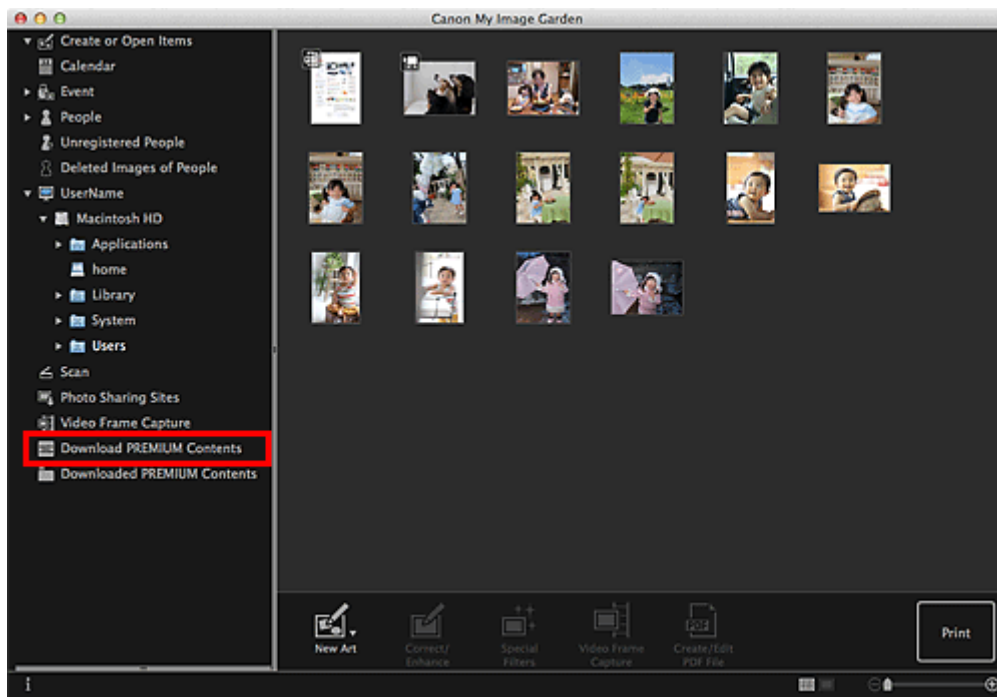 Canon My Image Garden
Create or Open Items
Calendar
Event
People
Unregistered People
Deleted Images of People
UserName
Macintosh HD
Applications
home
Library
System
Users
Scan
Photo Sharing Sites
Video Frame Capture
Download PREMIUM Contents
Downloaded PREMIUM Contents
New Art
Correct/
Enhance
Special
Filters
Video Frame
Capture
PDF
Create/Edit
PDF File
Print